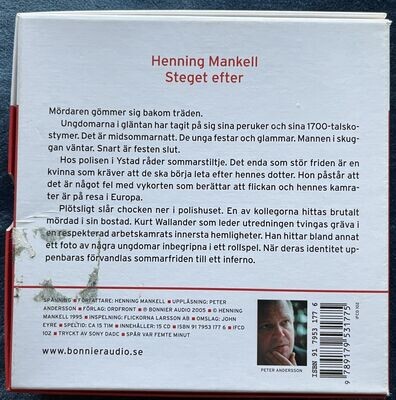 Henning Mankell
Steget efter
Mördaren gömmer sig bakom träden.
Ungdomarna i gläntan har tagit på sig sina peruker och sina 1700-talsko-
stymer. Det är midsommarnatt. De unga festar och glammar. Mannen i skug-
gan väntar. Snart är festen slut.
Hos polisen i Ystad råder sommarstiltje. Det enda som stör friden är en
kvinna som kräver att de ska börja leta efter hennes dotter. Hon påstår att
det är något fel med vykorten som berättar att flickan och hennes kamra-
ter är på resa i Europa.
Plötsligt slår chocken ner i polishuset. En av kollegorna hittas brutalt
mördad i sin bostad. Kurt Wallander som leder utredningen tvingas gräva i
en respekterad arbetskamrats innersta hemligheter. Han hittar bland annat
ett foto av några ungdomar inbegripna i ett rollspel. När deras identitet upp-
enbaras förvandlas sommarfriden till ett inferno.
SPÄNNING • FÖRFATTARE: HENNING MANKELL • UPPLÄSNING: PETER
ANDERSSON • FÖRLAG: ORDFRONT • ℗ BONNIER AUDIO 2005 • © HENNING
MANKELL 1995 • INSPELNING: FLICKORNA LARSSON AB • OMSLAG: JOHN
EYRE • SPELTID: CA 15 TIM • INNEHÅLLER: 15 CD • ISBN 91 7953 177 6 • IFCD
102 • TRYCKT AV SONY DADC • SPÅR VAR FEMTE MINUT
www.bonnieraudio.se
PETER ANDERSSON
ISBN 91 7953 177 6
9 789179 531775
IFCD 102